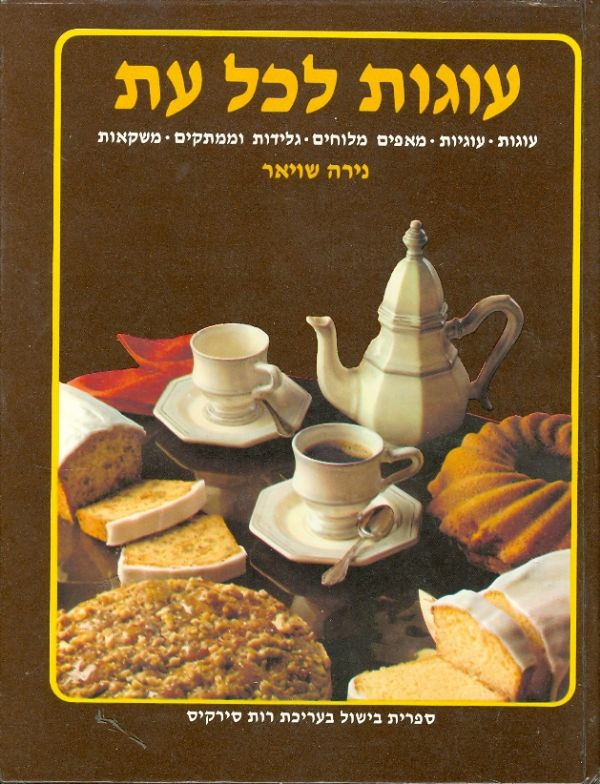 עוגות לכל עת
עוגות · עוגיות · מאפים מלוחים · גלידות וממתקים · משקאות
נירה שויאר
ספרית בישול בעריכת רות סירקיס